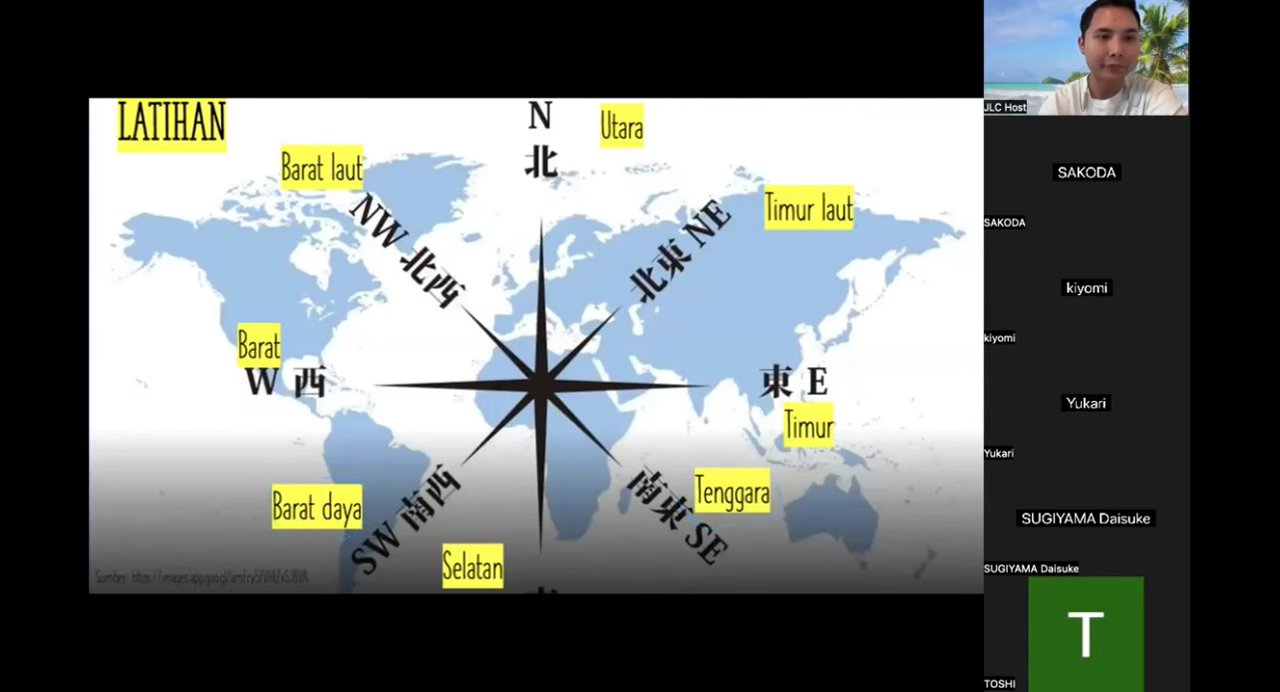 LATIHAN
N
北
Utara
Barat laut
NW 北西
北東 NE
Timur laut
Barat
W 西
東 E
Timur
Barat daya
SW 南西
Selatan
南東 SE
Tenggara
JLC Host
SAKODA
SAKODA
kiyomi
kiyomi
Yukari
Yukari
SUGIYAMA Daisuke
SUGIYAMA Daisuke
T
TOSHI